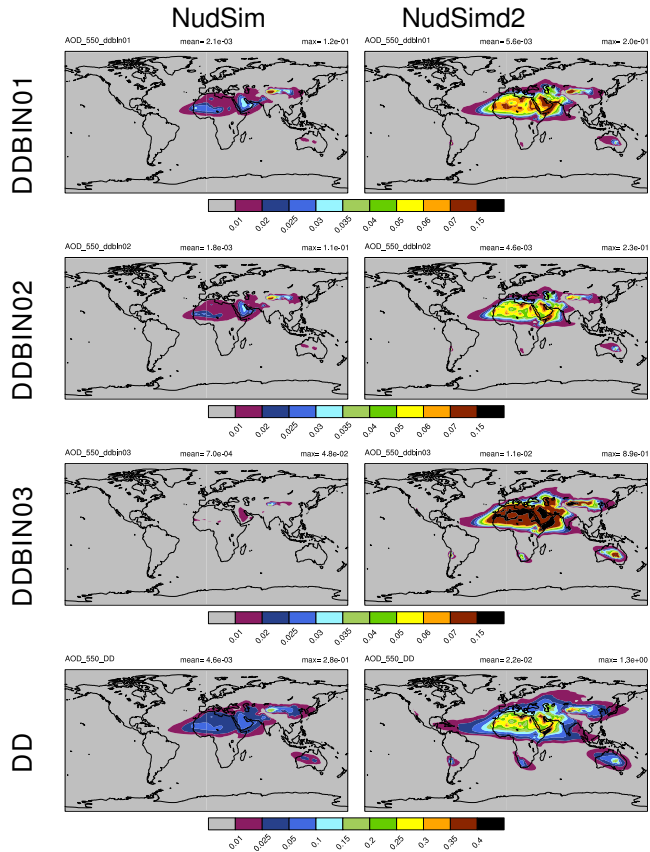 NudSim NudSimd2
AOD_550_ddbIn01 mean= 2.1e-03 max= 1.2e-01 AOD_550_ddbIn01 mean= 5.6e-03 max= 2.0e-01
DDBIN01
0.01 0.02 0.025 0.03 0.035 0.04 0.05 0.06 0.07 0.15
AOD_550_ddbIn02 mean= 1.8e-03 max= 1.1e-01 AOD_550_ddbIn02 mean= 4.6e-03 max= 2.3e-01
DDBIN02
0.01 0.02 0.025 0.03 0.035 0.04 0.05 0.06 0.07 0.15
AOD_550_ddbin03 mean= 7.0e-04 max= 4.8e-02 AOD_550_ddbin03 mean= 1.1e-02 max= 8.9e-01
DDBIN03
0.01 0.02 0.025 0.03 0.035 0.04 0.05 0.06 0.07 0.15
AOD_550_DD mean= 4.6e-03 max= 2.8e-01 AOD_550_DD mean= 2.2e-02 max= 1.3e+00
DD
0.01 0.025 0.05 0.1 0.15 0.2 0.25 0.3 0.35 0.4